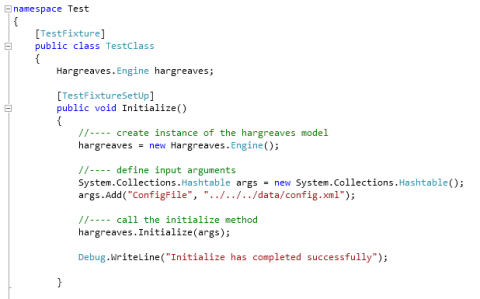 namespace Test
{
[TestFixture]
public class TestClass
{
Hargreaves.Engine hargreaves;
[TestFixtureSetUp]
public void Initialize()
{
//---- create instance of the hargreaves model
hargreaves = new Hargreaves.Engine();
//---- define input arguments
System.Collections.Hashtable args = new System.Collections.Hashtable();
args.Add("ConfigFile", "../../../data/config.xml");
//---- call the initialize method
hargreaves.Initialize(args);
Debug.WriteLine("Initialize has completed successfully");
}